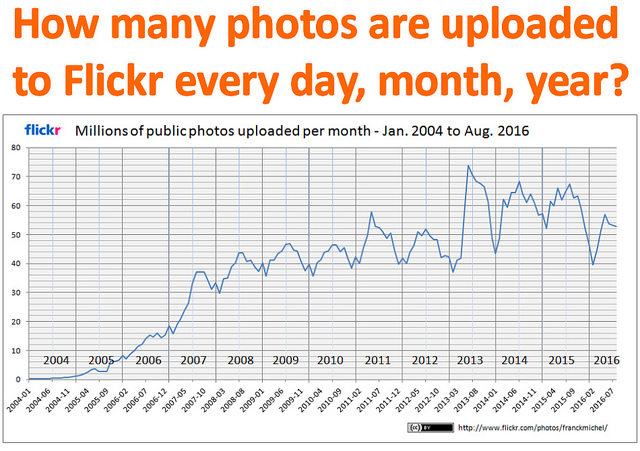 How many photos are uploaded
to Flickr every day, month, year?
flickr Millions of public photos uploaded per month - Jan. 2004 to Aug. 2016
80
70
60
50
40
30
20
10
0
2004 2005 2006 2007 2008 2009 2010 2011 2012 2013 2014 2015 2016
2004-01 2004-06 2004-11 2005-04 2005-09 2006-02 2006-07 2006-12 2007-05 2007-10 2008-03 2008-08 2009-01 2009-06 2009-11 2010-04 2010-09 2011-02 2011-07 2011-12 2012-05 2012-10 2013-03 2013-08 2014-01 2014-06 2014-11 2015-04 2015-09 2016-02 2016-07
cc BY http://www.flickr.com/photos/franckmichel/